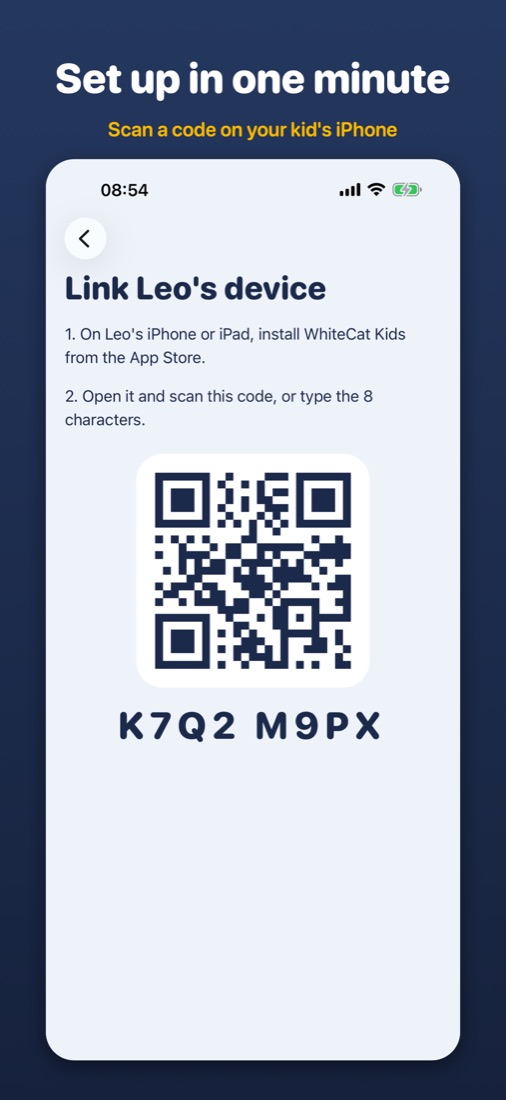 Set up in one minute
Scan a code on your kid's iPhone
08:54
Link Leo's device
1. On Leo's iPhone or iPad, install WhiteCat Kids
from the App Store.
2. Open it and scan this code, or type the 8
characters.
K7Q2 M9PX